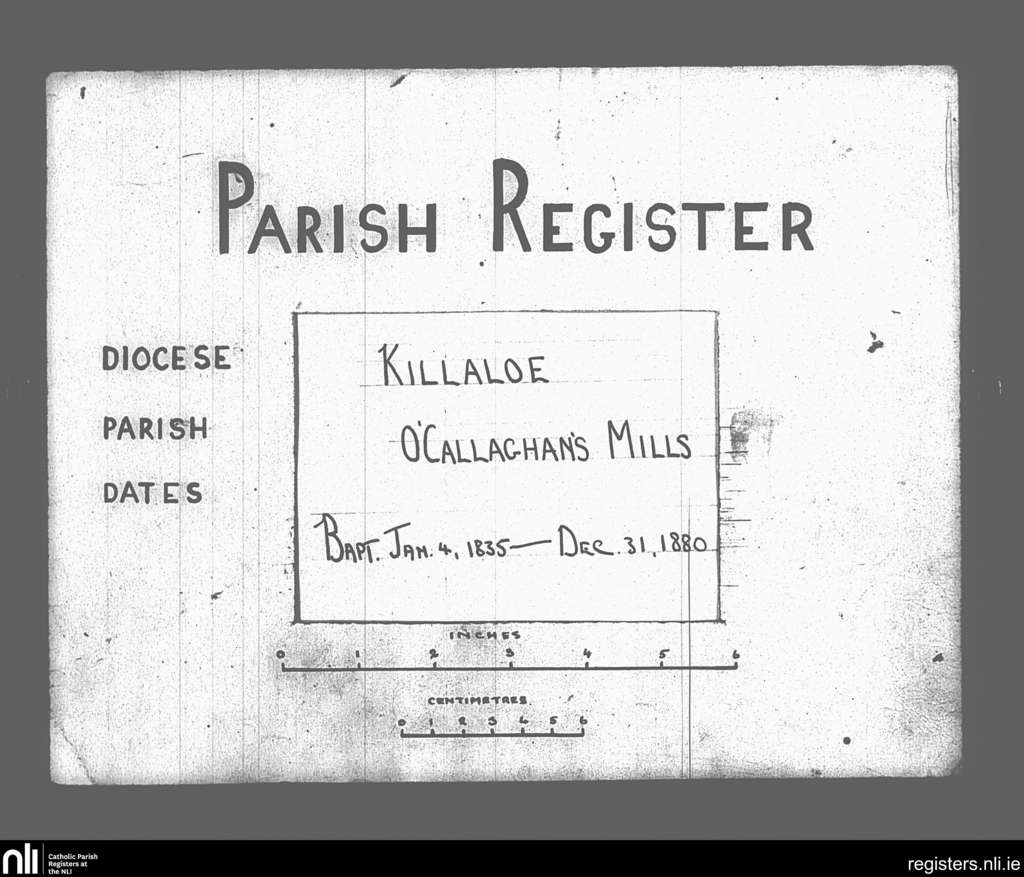 PARISH REGISTER
DIOCESE KILLALOE
PARISH O'CALLAGHAN'S MILLS
DATES BAPT. JAN. 4, 1835 — DEC. 31, 1880
INCHES
0 1 2 3 4 5 6
CENTIMETRES
0 1 2 3 4 5 6
nli Catholic Parish
Registers at
the NLI
registers.nli.ie